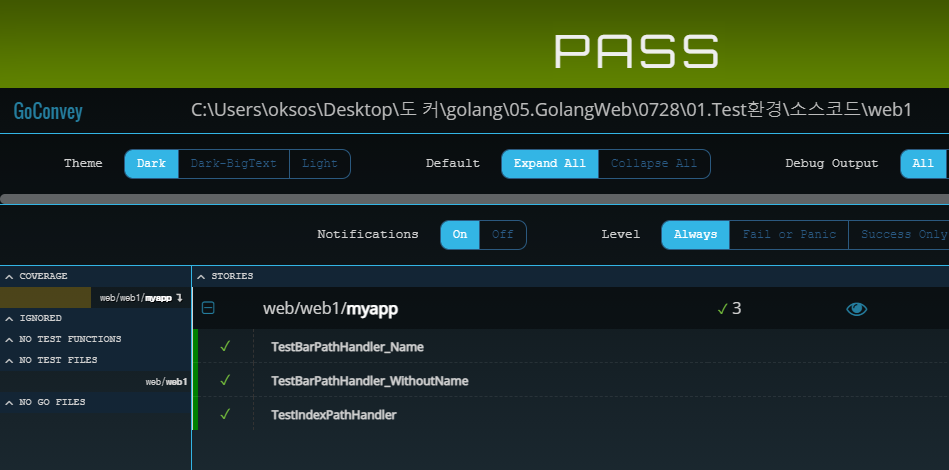 PASS
GoConvey C:\Users\oksos\Desktop\도 커\golang\05.GolangWeb\0728\01.Test환경\소스코드\web1
Theme Dark Dark-BigText Light Default Expand All Collapse All Debug Output All
Notifications On Off Level Always Fail or Panic Success Only
COVERAGE
web/web1/myapp
IGNORED
NO TEST FUNCTIONS
NO TEST FILES
web/web1
NO GO FILES
STORIES
web/web1/myapp ✓ 3
✓ TestBarPathHandler_Name
✓ TestBarPathHandler_WithoutName
✓ TestIndexPathHandler